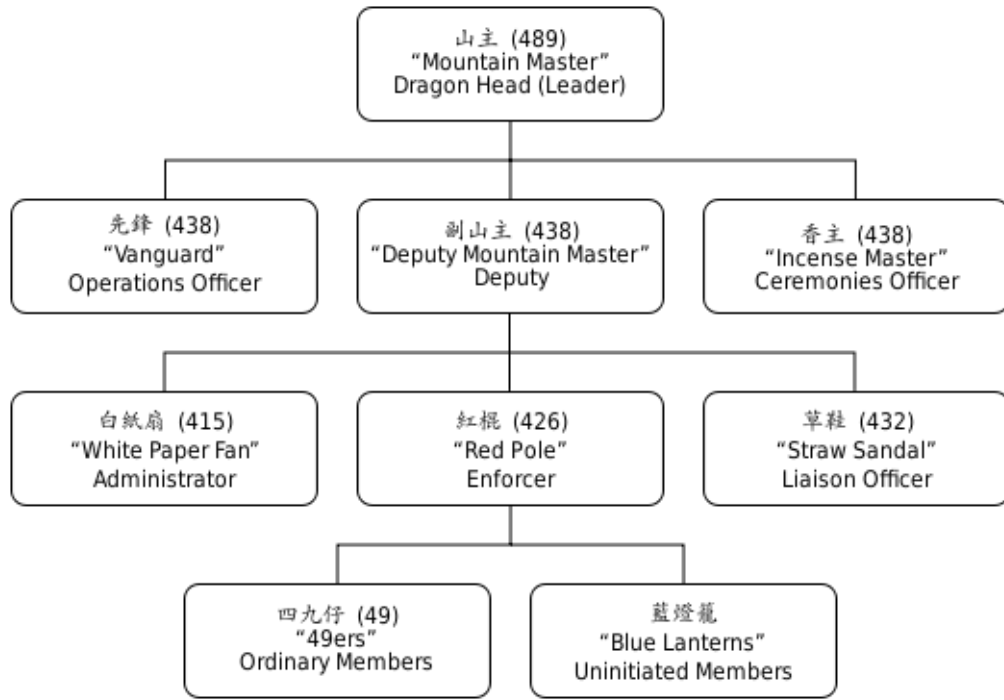 山主 (489)
“Mountain Master”
Dragon Head (Leader)
先鋒 (438)
“Vanguard”
Operations Officer
副山主 (438)
“Deputy Mountain Master”
Deputy
香主 (438)
“Incense Master”
Ceremonies Officer
白紙扇 (415)
“White Paper Fan”
Administrator
紅棍 (426)
“Red Pole”
Enforcer
草鞋 (432)
“Straw Sandal”
Liaison Officer
四九仔 (49)
“49ers”
Ordinary Members
藍燈籠
“Blue Lanterns”
Uninitiated Members